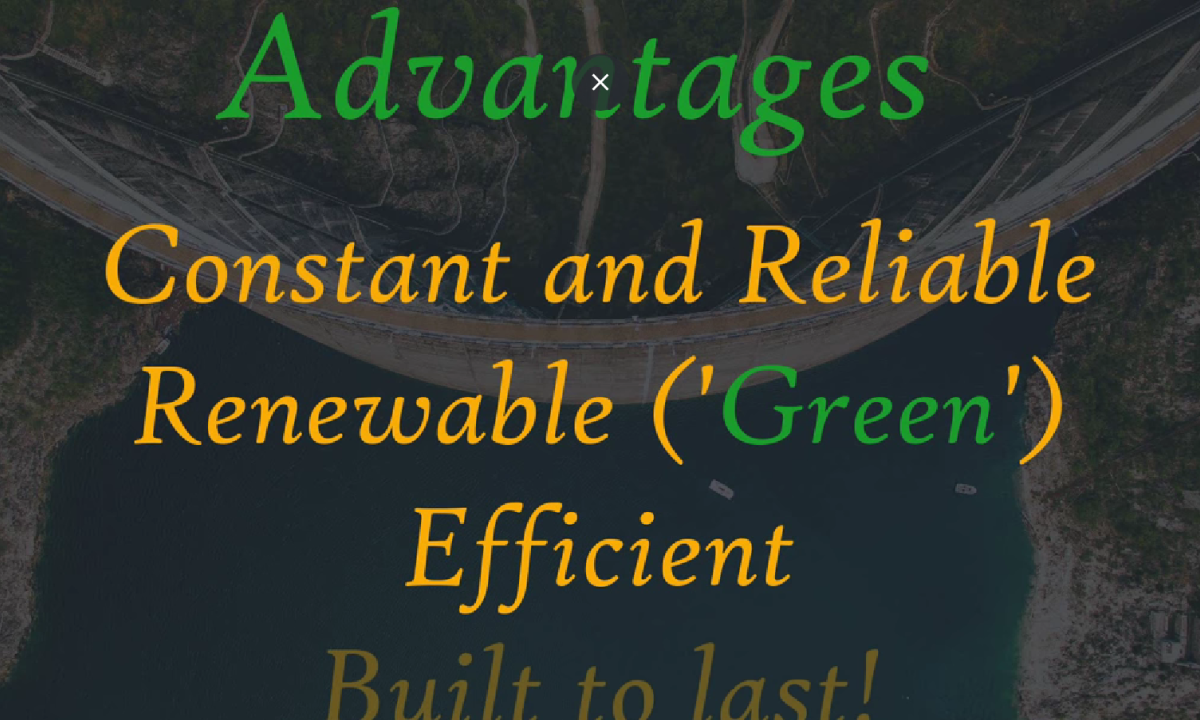 Advantages
Constant and Reliable
Renewable ('Green')
Efficient
Built to last!